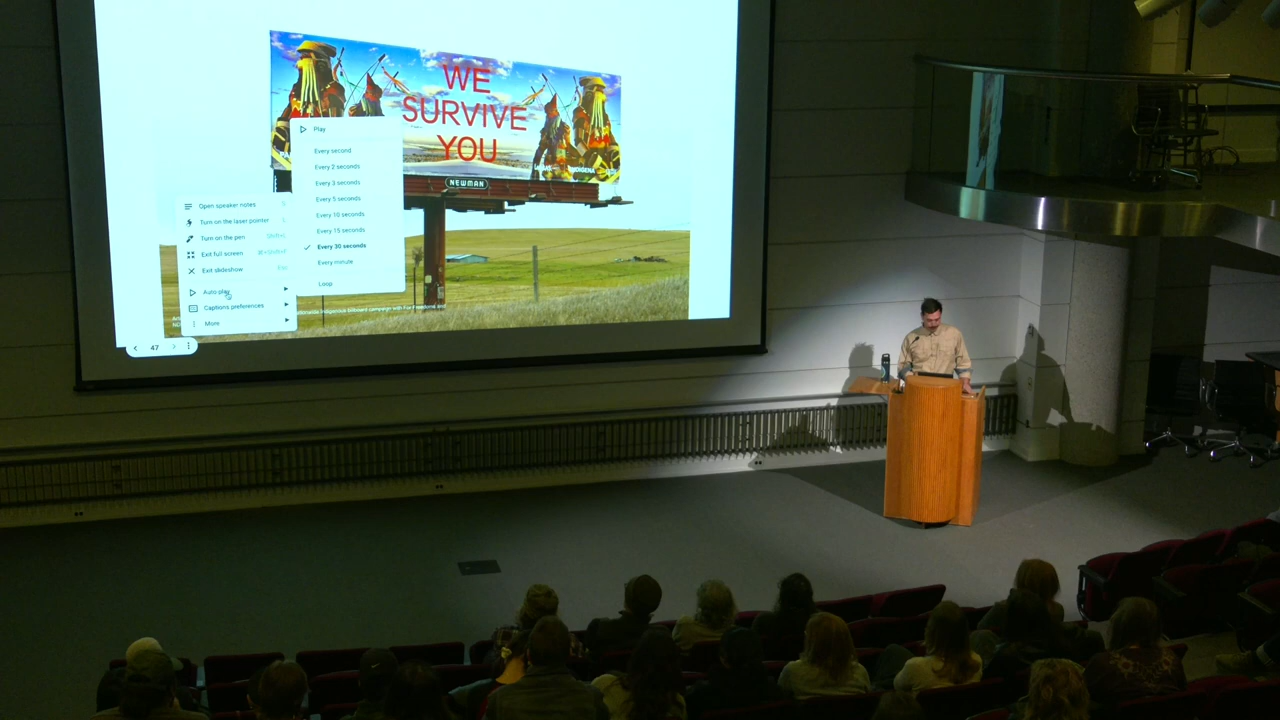 WE
SURVIVE
YOU
NEWMAN
Play
Every second
Every 2 seconds
Every 3 seconds
Every 5 seconds
Every 10 seconds
Every 15 seconds
Every 30 seconds
Every minute
Loop
Open speaker notes
Turn on the laser pointer
Turn on the pen
Exit full screen
Exit slideshow
Auto play
Captions preferences
More
47